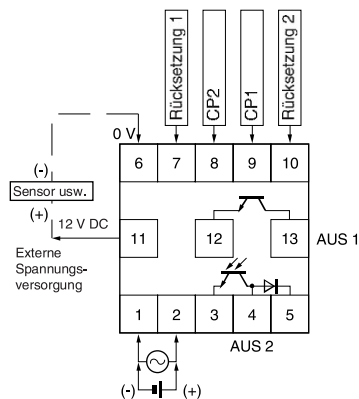 Rücksetzung 1
CP2
CP1
Rücksetzung 2
0 V
6
7
8
9
10
(-)
Sensor usw.
(+)
12 V DC
11
12
13
AUS 1
Externe
Spannungs-
versorgung
1
2
3
4
5
AUS 2
(-)
(+)